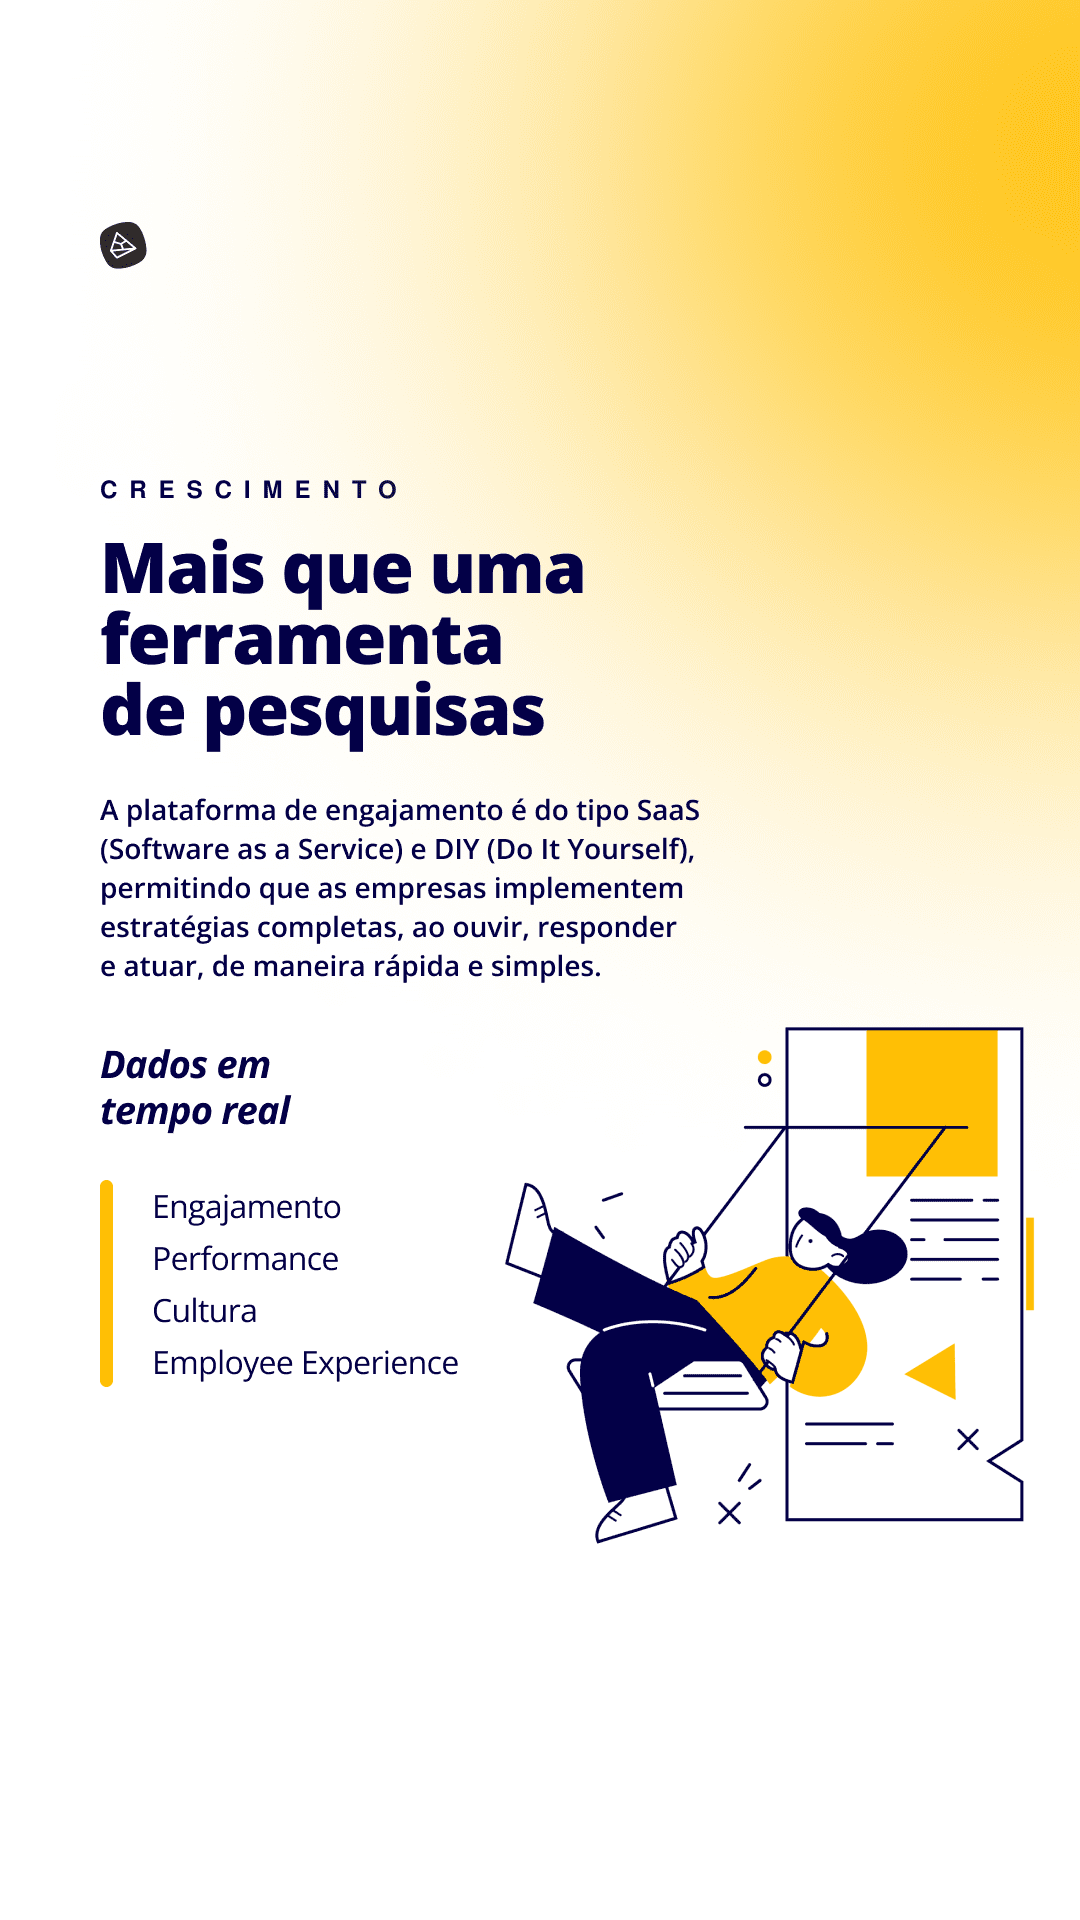 CRESCIMENTO
Mais que uma
ferramenta
de pesquisas
A plataforma de engajamento é do tipo SaaS
(Software as a Service) e DIY (Do It Yourself),
permitindo que as empresas implementem
estratégias completas, ao ouvir, responder
e atuar, de maneira rápida e simples.
Dados em
tempo real
Engajamento
Performance
Cultura
Employee Experience